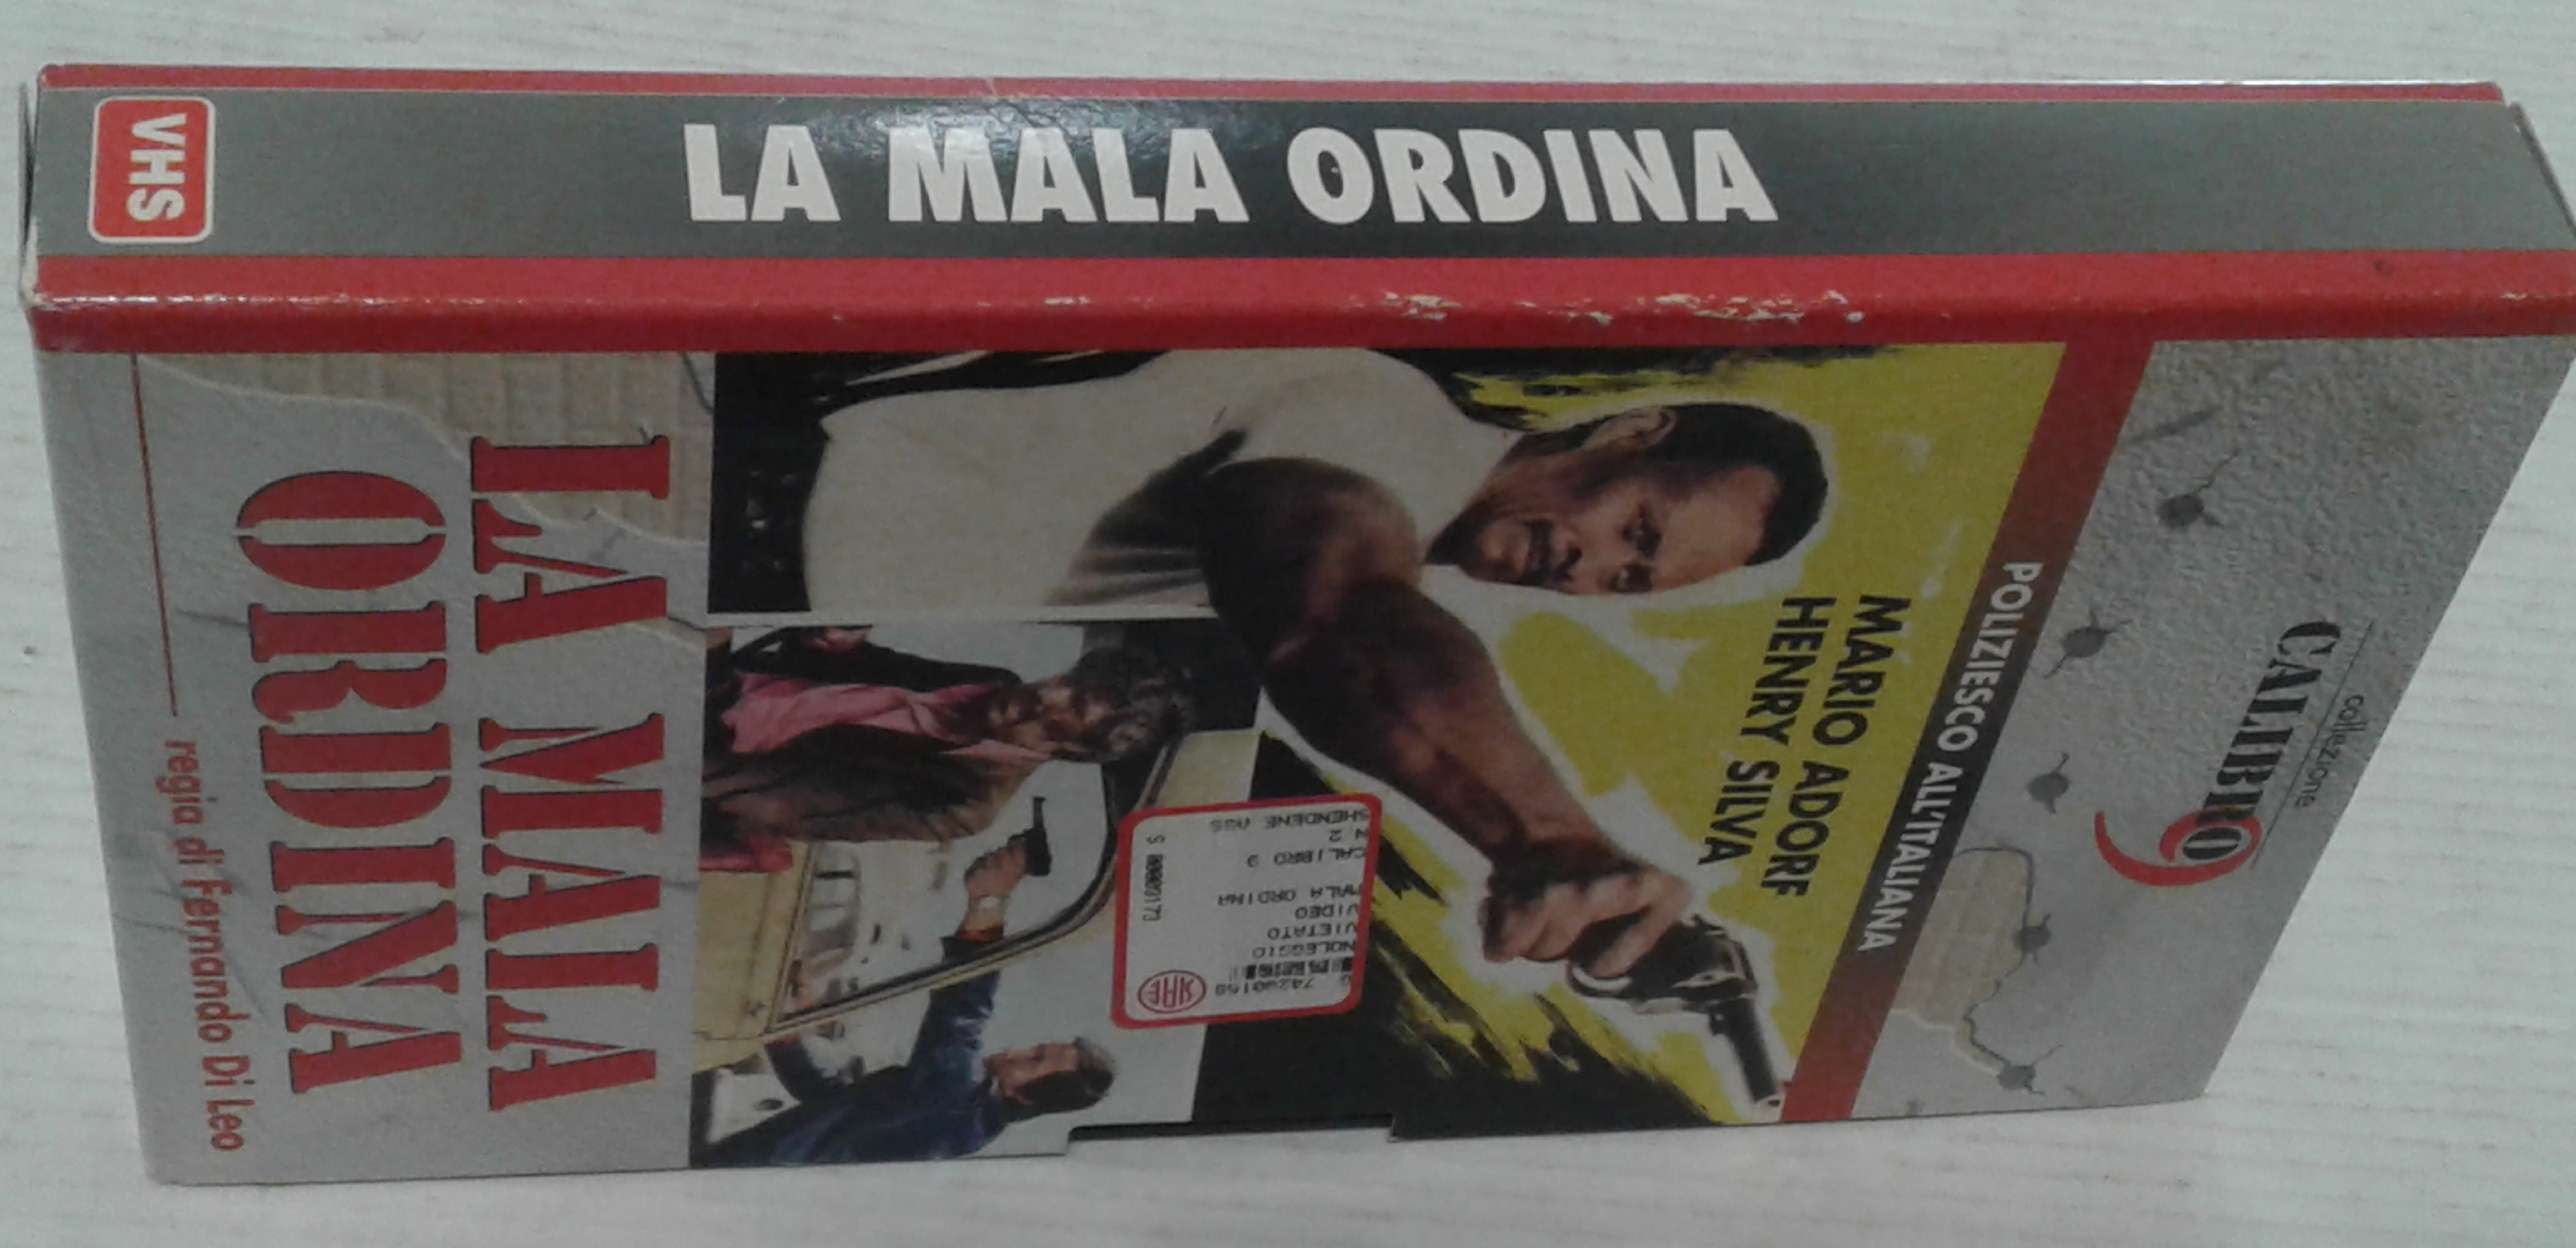 VHS
LA MALA ORDINA
collezione
CALIBRO
9
POLIZIESCO ALL'ITALIANA
MARIO ADORF
HENRY SILVA
NOLEGGIO
VIETATO
VIDEO
MALA ORDINA
CALIBRO 9
N 2
LA MALA
ORDINA
regia di Fernando Di Leo